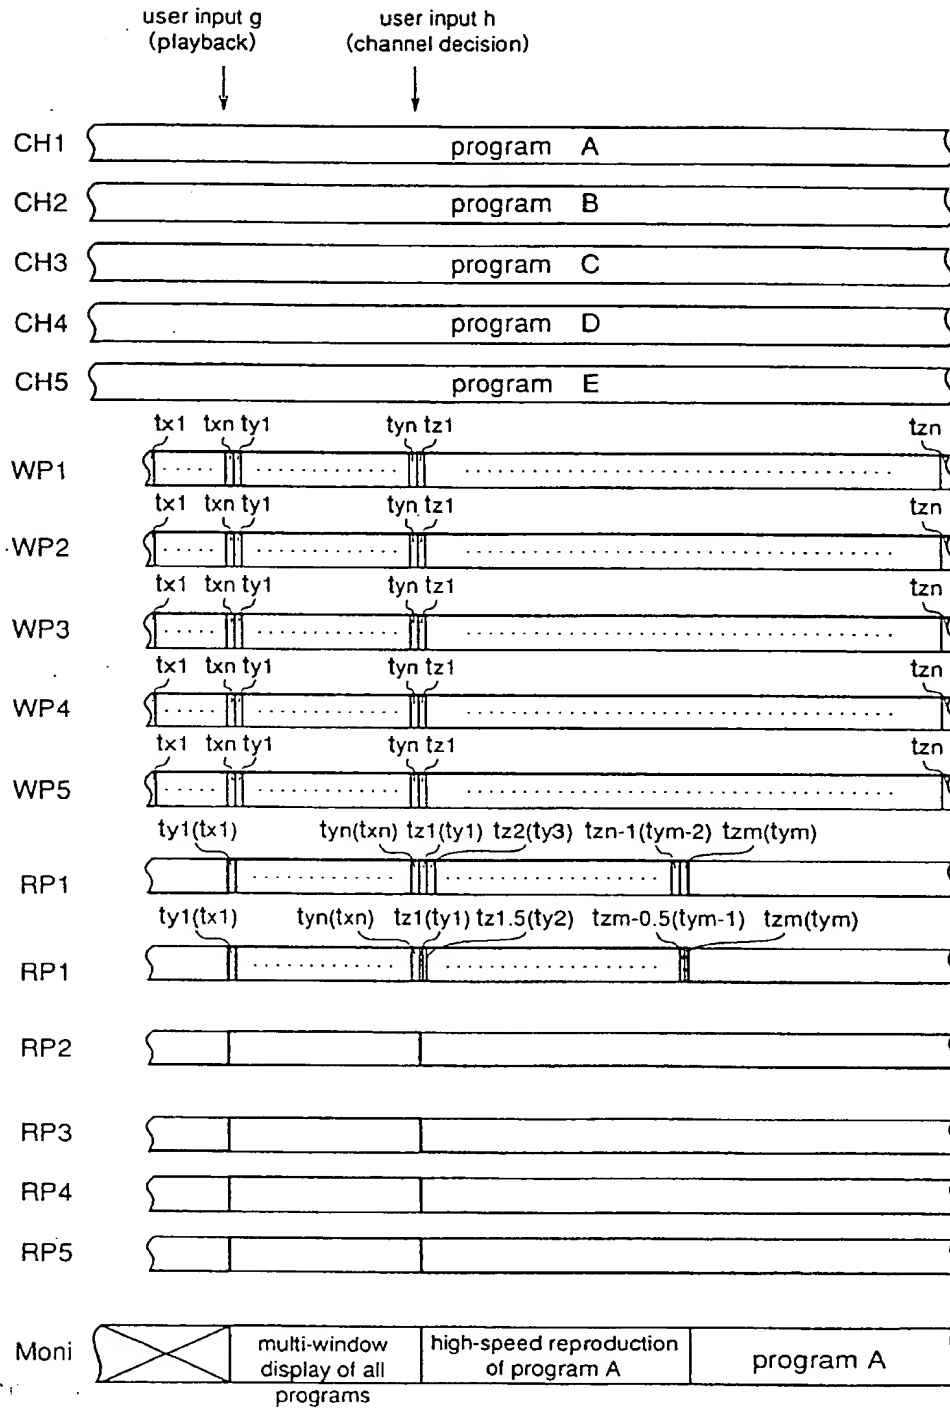 user input g
(playback)
user input h
(channel decision)
CH1 program A
CH2 program B
CH3 program C
CH4 program D
CH5 program E
tx1 txn ty1 tyn tz1 tzn
WP1
tx1 txn ty1 tyn tz1 tzn
WP2
tx1 txn ty1 tyn tz1 tzn
WP3
tx1 txn ty1 tyn tz1 tzn
WP4
tx1 txn ty1 tyn tz1 tzn
WP5
ty1(tx1) tyn(txn) tz1(ty1) tz2(ty3) tzn-1(tym-2) tzm(tym)
RP1
ty1(tx1) tyn(txn) tz1(ty1) tz1.5(ty2) tzm-0.5(tym-1) tzm(tym)
RP1
RP2
RP3
RP4
RP5
Moni
multi-window
display of all
programs
high-speed reproduction
of program A
program A